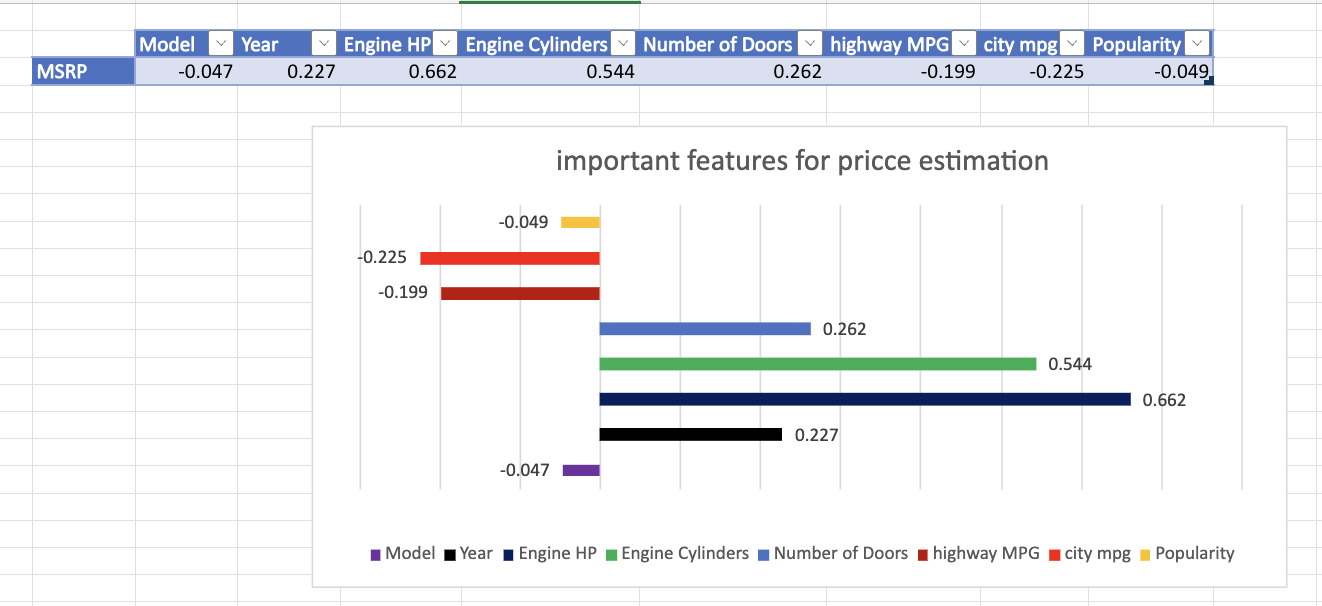 Model Year Engine HP Engine Cylinders Number of Doors highway MPG city mpg Popularity
MSRP -0.047 0.227 0.662 0.544 0.262 -0.199 -0.225 -0.049
important features for pricce estimation
-0.049
-0.225
-0.199
0.262
0.544
0.662
0.227
-0.047
Model Year Engine HP Engine Cylinders Number of Doors highway MPG city mpg Popularity